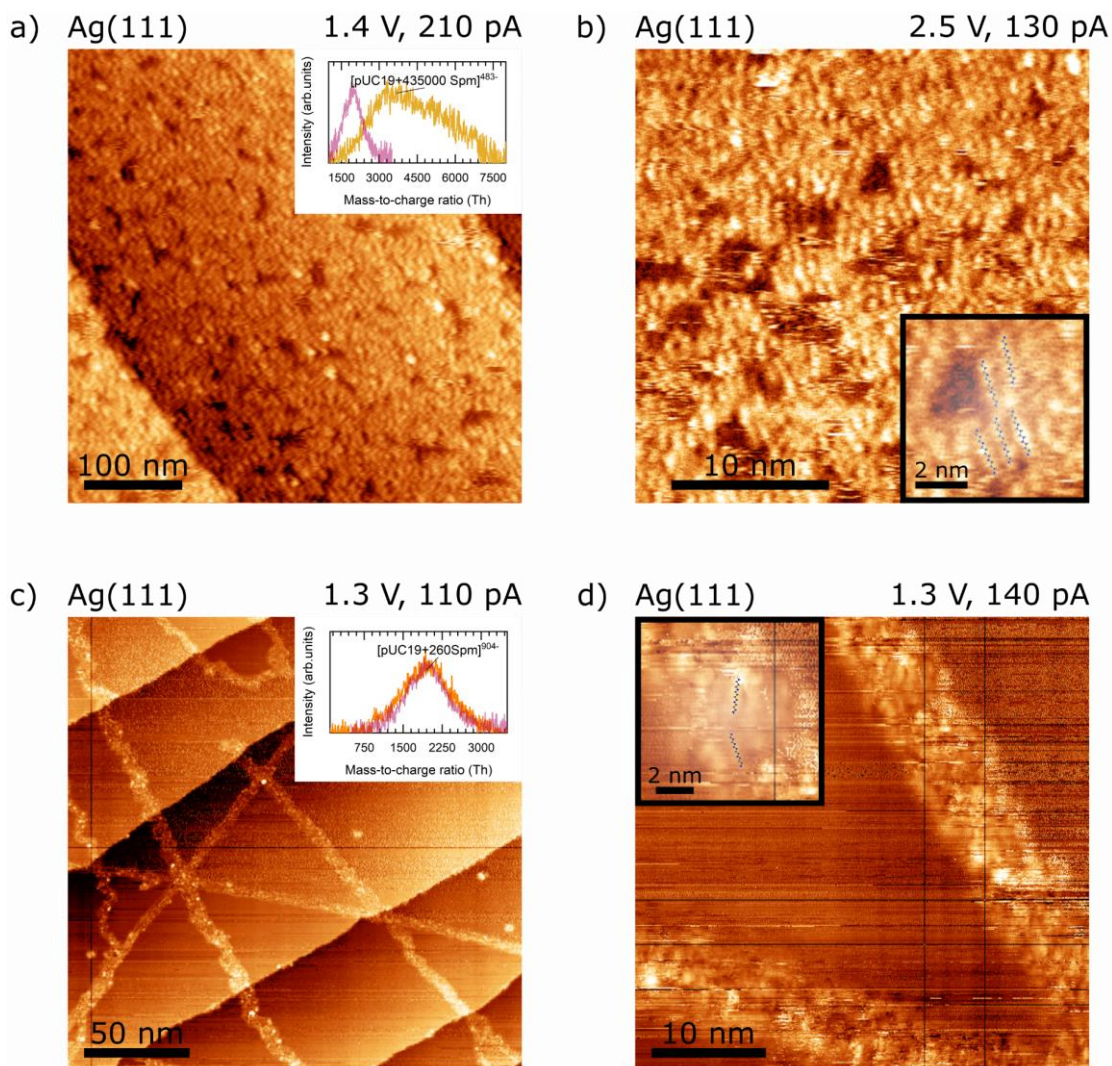 a) Ag(111) 1.4 V, 210 pA
Intensity (arb.units)
[pUC19+435000 Spm]483-
1500 3000 4500 6000 7500
Mass-to-charge ratio (Th)
100 nm
b) Ag(111) 2.5 V, 130 pA
10 nm
2 nm
c) Ag(111) 1.3 V, 110 pA
Intensity (arb.units)
[pUC19+260Spm]904-
750 1500 2250 3000
Mass-to-charge ratio (Th)
50 nm
d) Ag(111) 1.3 V, 140 pA
2 nm
10 nm